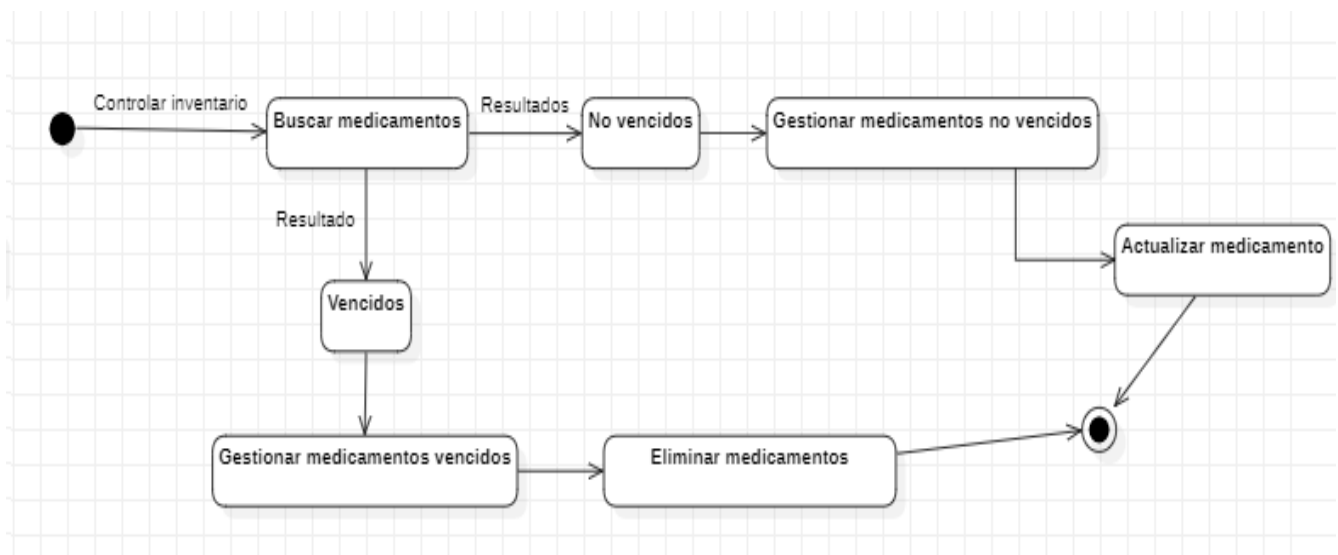 Controlar inventario
Buscar medicamentos
Resultados
No vencidos
Gestionar medicamentos no vencidos
Resultado
Actualizar medicamento
Vencidos
Gestionar medicamentos vencidos
Eliminar medicamentos